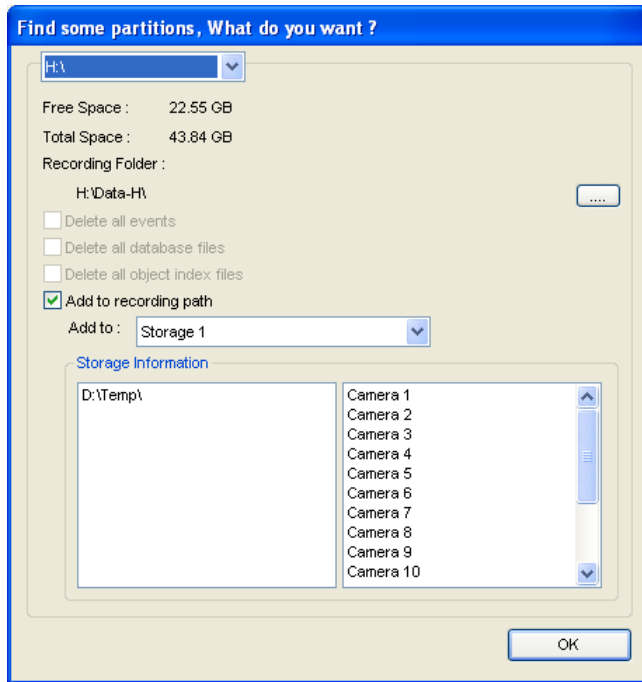 Find some partitions, What do you want ?
H:\
Free Space : 22.55 GB
Total Space : 43.84 GB
Recording Folder :
H:\Data-H\
....
Delete all events
Delete all database files
Delete all object index files
Add to recording path
Add to : Storage 1
Storage Information
D:\Temp\
Camera 1
Camera 2
Camera 3
Camera 4
Camera 5
Camera 6
Camera 7
Camera 8
Camera 9
Camera 10
OK